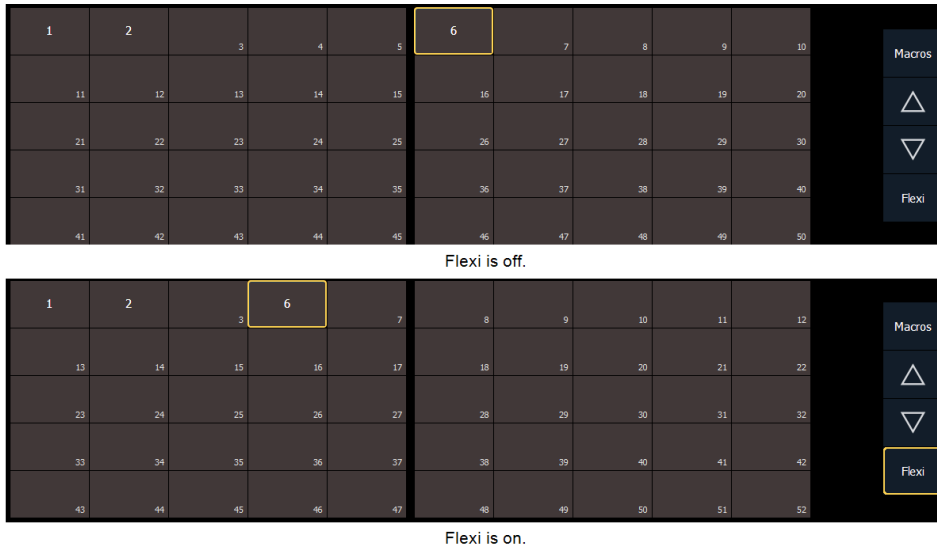 1 2 3 4 5 6 7 8 9 10
Macros
11 12 13 14 15 16 17 18 19 20
21 22 23 24 25 26 27 28 29 30
31 32 33 34 35 36 37 38 39 40
Flexi
41 42 43 44 45 46 47 48 49 50
Flexi is off.
1 2 3 6 7 8 9 10 11 12
Macros
13 14 15 16 17 18 19 20 21 22
23 24 25 26 27 28 29 30 31 32
33 34 35 36 37 38 39 40 41 42
Flexi
43 44 45 46 47 48 49 50 51 52
Flexi is on.